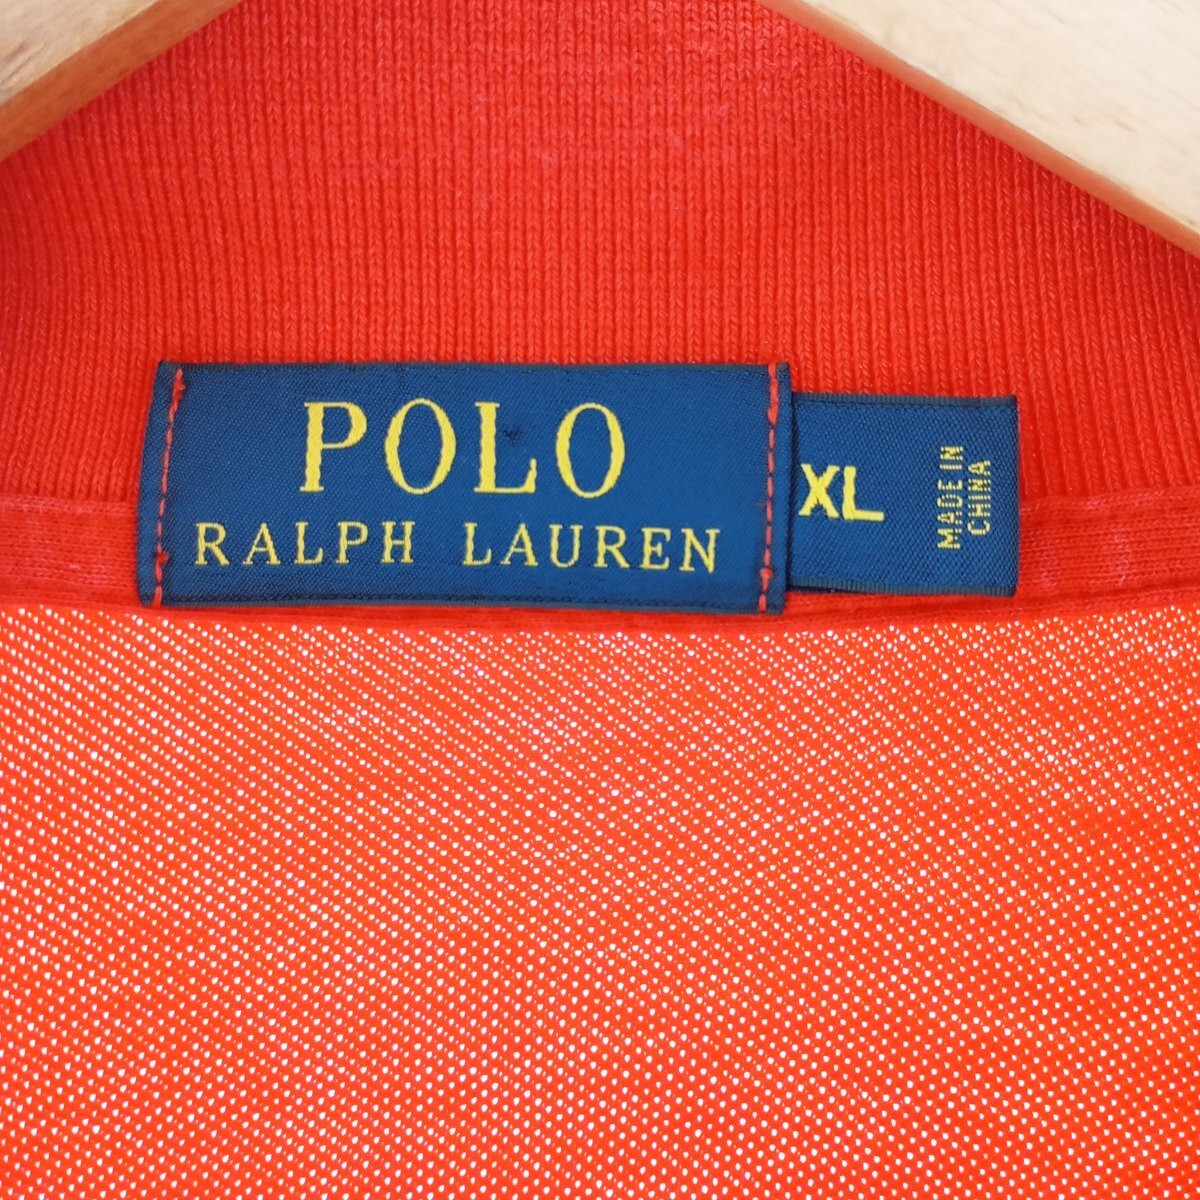 POLO
RALPH LAUREN
XL
MADE IN
CHINA